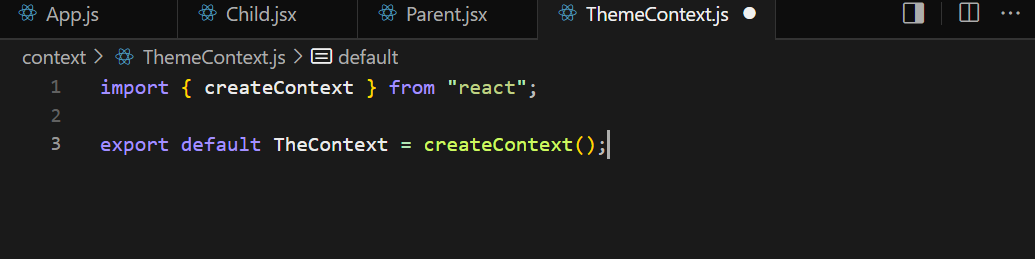 App.js Child.jsx Parent.jsx ThemeContext.js
context > ThemeContext.js > default
1 import { createContext } from "react";
2
3 export default TheContext = createContext();